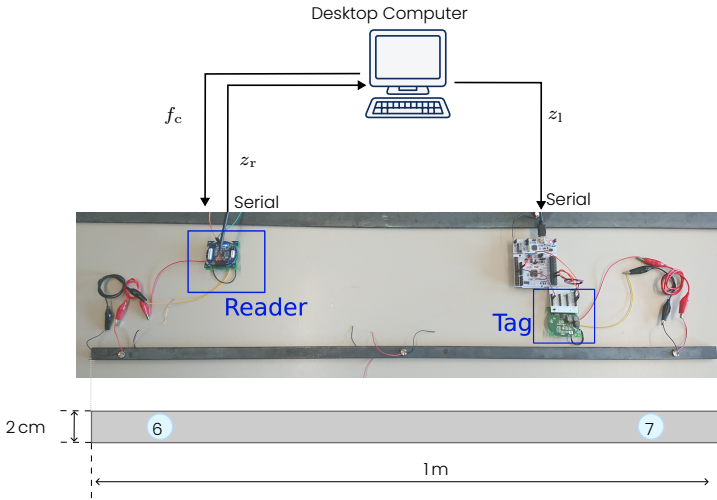 Desktop Computer
f_c
z_r
z_l
Serial
Serial
Reader
Tag
2 cm
6
7
1 m